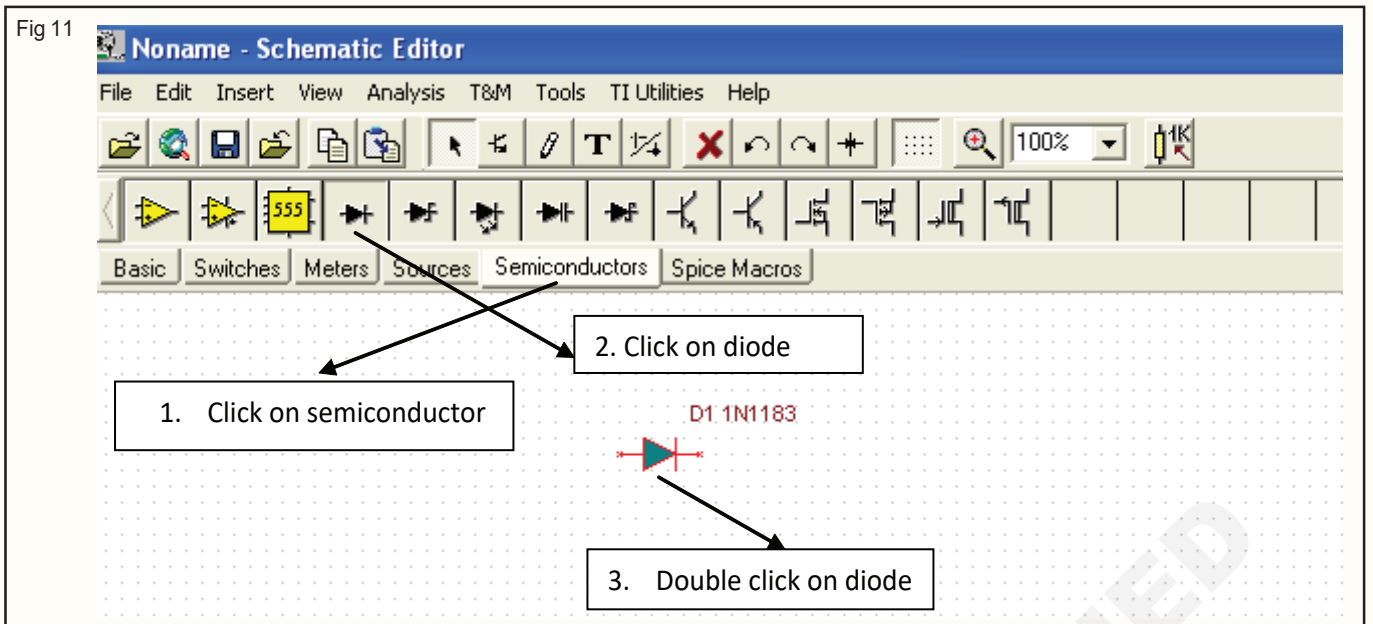 Fig 11
Noname - Schematic Editor
File Edit Insert View Analysis T&M Tools TI Utilities Help
T 100% 1K
555
Basic Switches Meters Sources Semiconductors Spice Macros
2. Click on diode
1. Click on semiconductor
D1 1N1183
3. Double click on diode